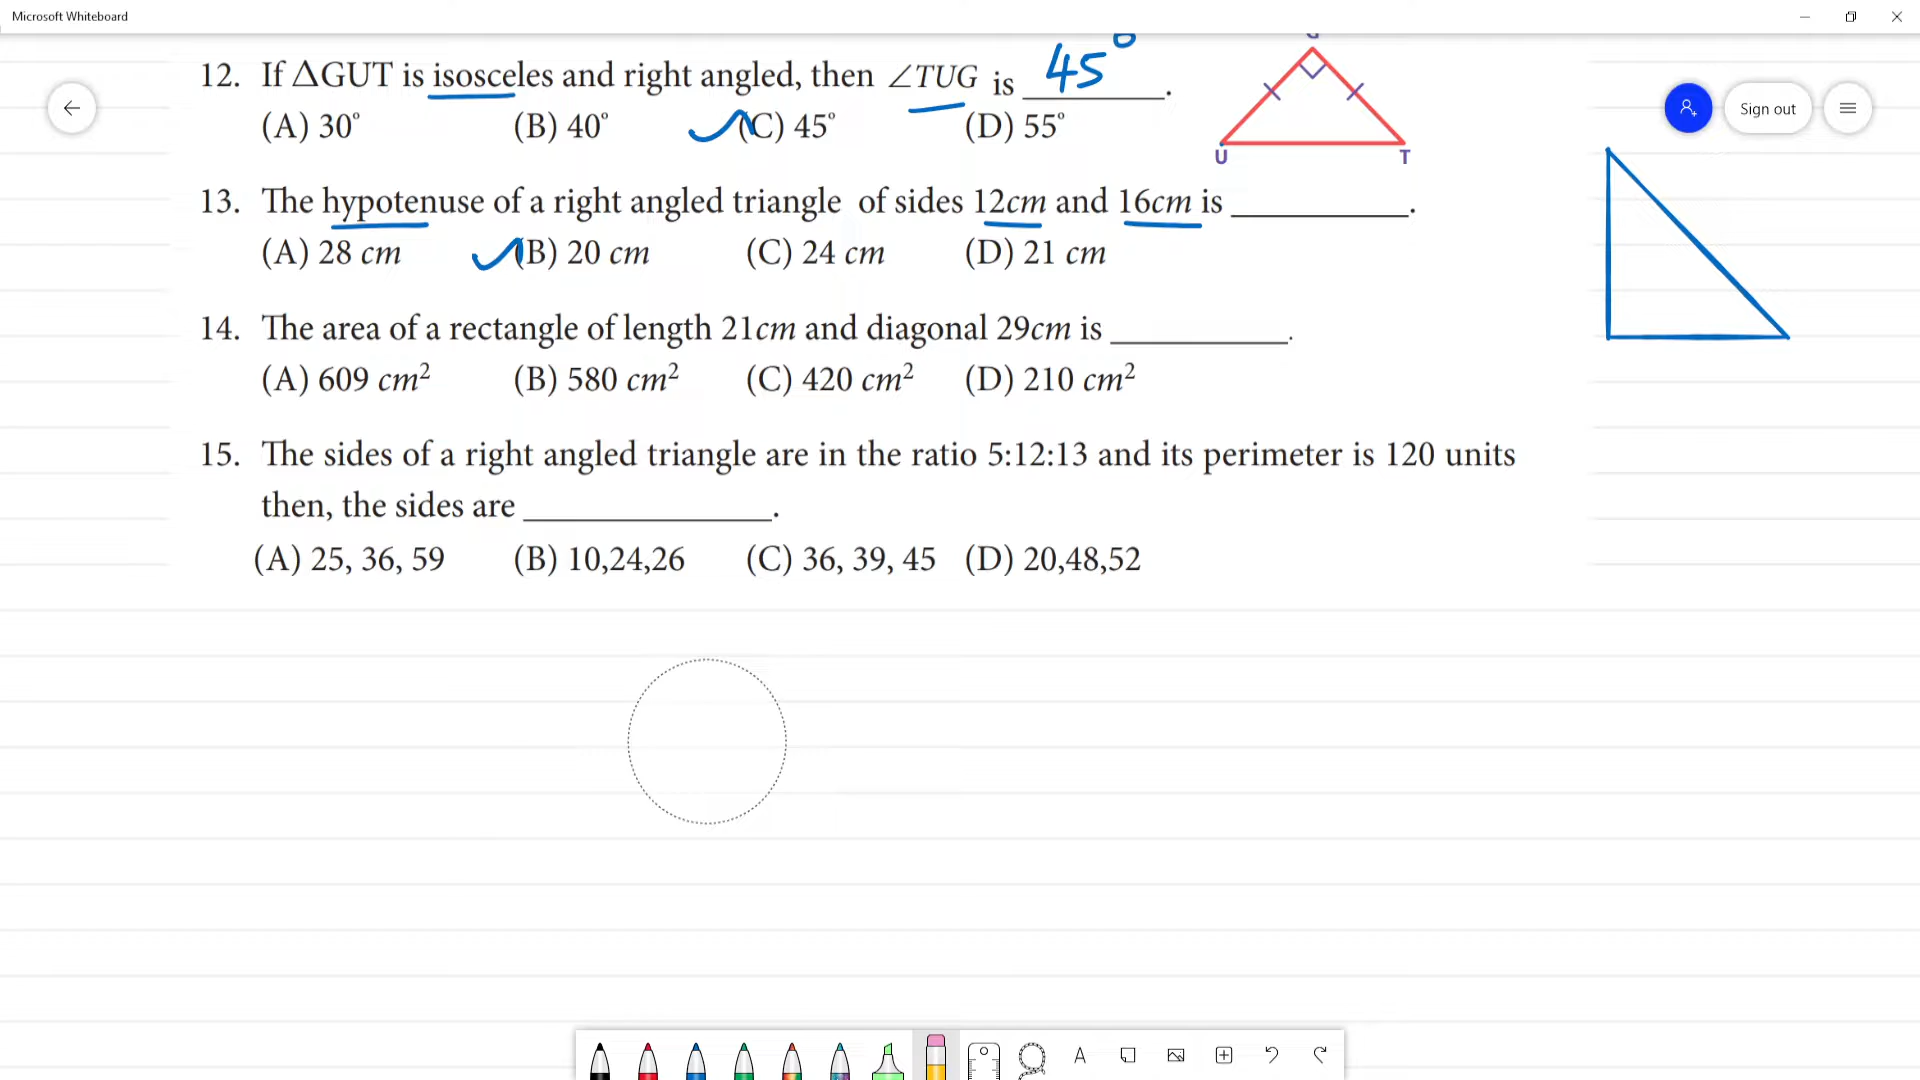 Microsoft Whiteboard
12. If ΔGUT is isosceles and right angled, then ∠TUG is 45° .
(A) 30° (B) 40° (C) 45° (D) 55°
U T
Sign out
13. The hypotenuse of a right angled triangle of sides 12cm and 16cm is __________.
(A) 28 cm (B) 20 cm (C) 24 cm (D) 21 cm
14. The area of a rectangle of length 21cm and diagonal 29cm is __________.
(A) 609 cm² (B) 580 cm² (C) 420 cm² (D) 210 cm²
15. The sides of a right angled triangle are in the ratio 5:12:13 and its perimeter is 120 units
then, the sides are ______________.
(A) 25, 36, 59 (B) 10,24,26 (C) 36, 39, 45 (D) 20,48,52